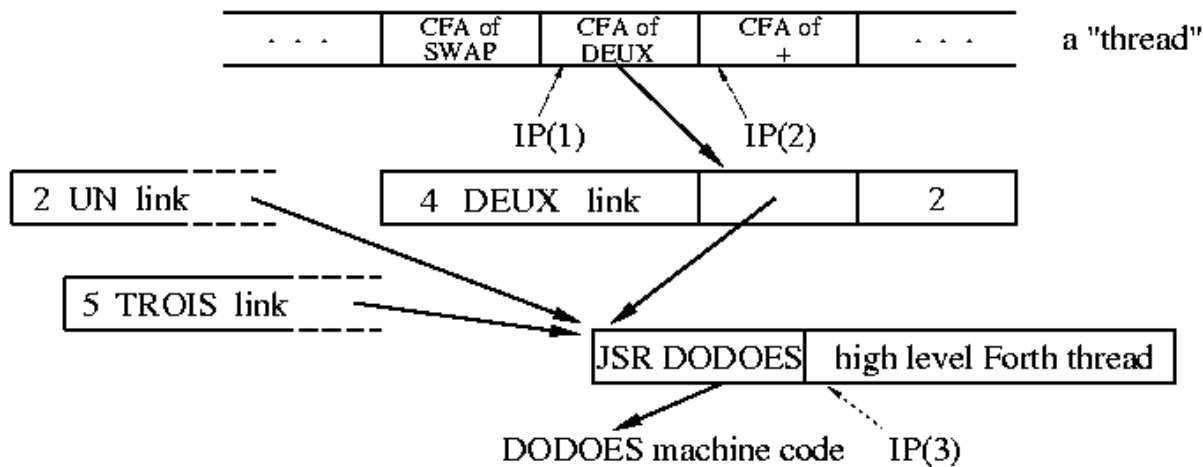 . . . CFA of SWAP CFA of DEUX CFA of + . . . a "thread"
IP(1) IP(2)
2 UN link 4 DEUX link 2
5 TROIS link
JSR DODOES high level Forth thread
DODOES machine code IP(3)